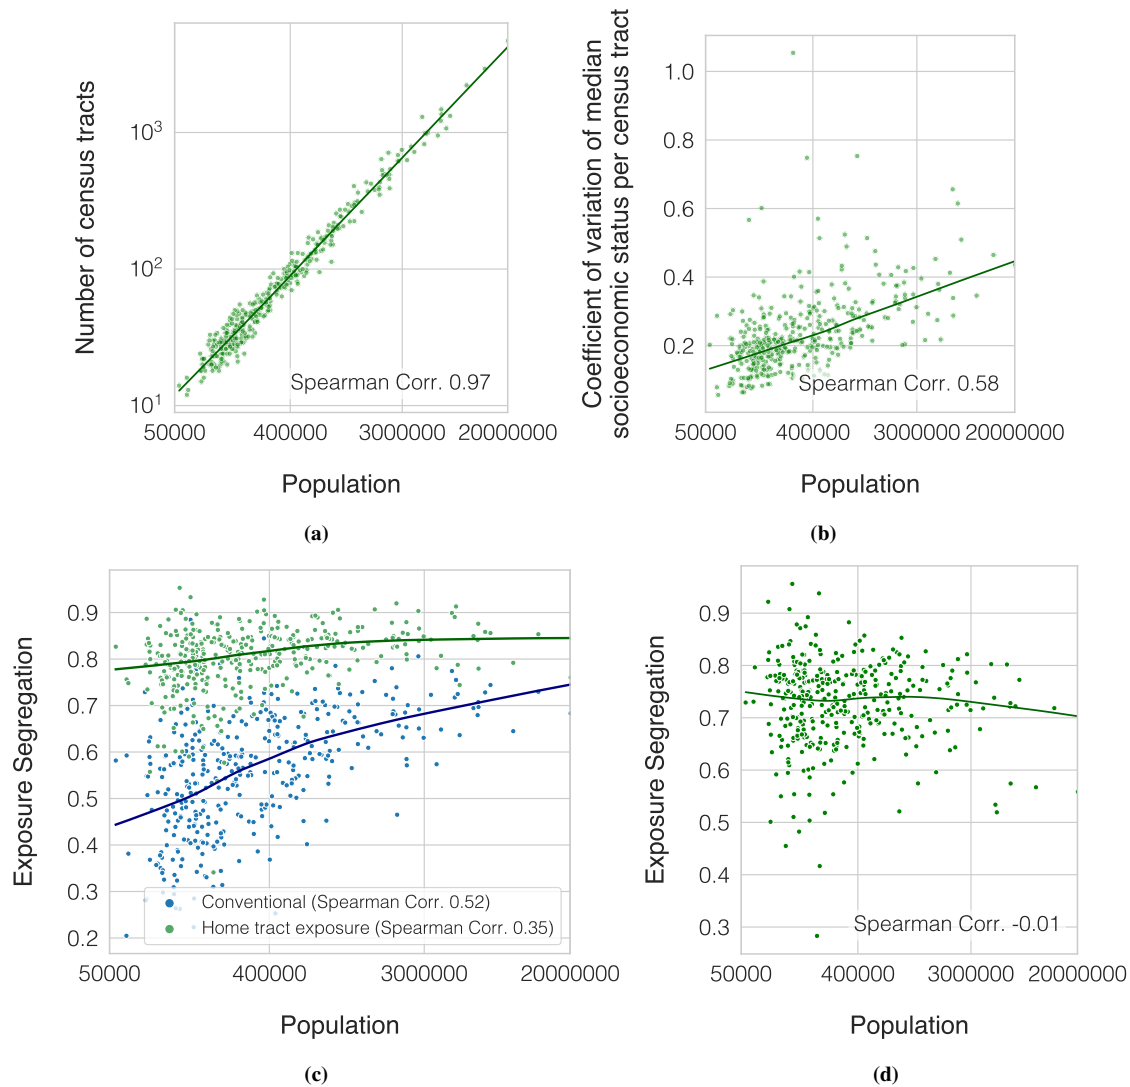 Number of census tracts
10^3
10^2
10^1
50000 400000 3000000 20000000
Spearman Corr. 0.97
Population
(a)
Coefficient of variation of median
socioeconomic status per census tract
1.0
0.8
0.6
0.4
0.2
50000 400000 3000000 20000000
Spearman Corr. 0.58
Population
(b)
Exposure Segregation
0.9
0.8
0.7
0.6
0.5
0.4
0.3
0.2
Conventional (Spearman Corr. 0.52)
Home tract exposure (Spearman Corr. 0.35)
50000 400000 3000000 20000000
Population
(c)
Exposure Segregation
0.9
0.8
0.7
0.6
0.5
0.4
0.3
Spearman Corr. -0.01
50000 400000 3000000 20000000
Population
(d)